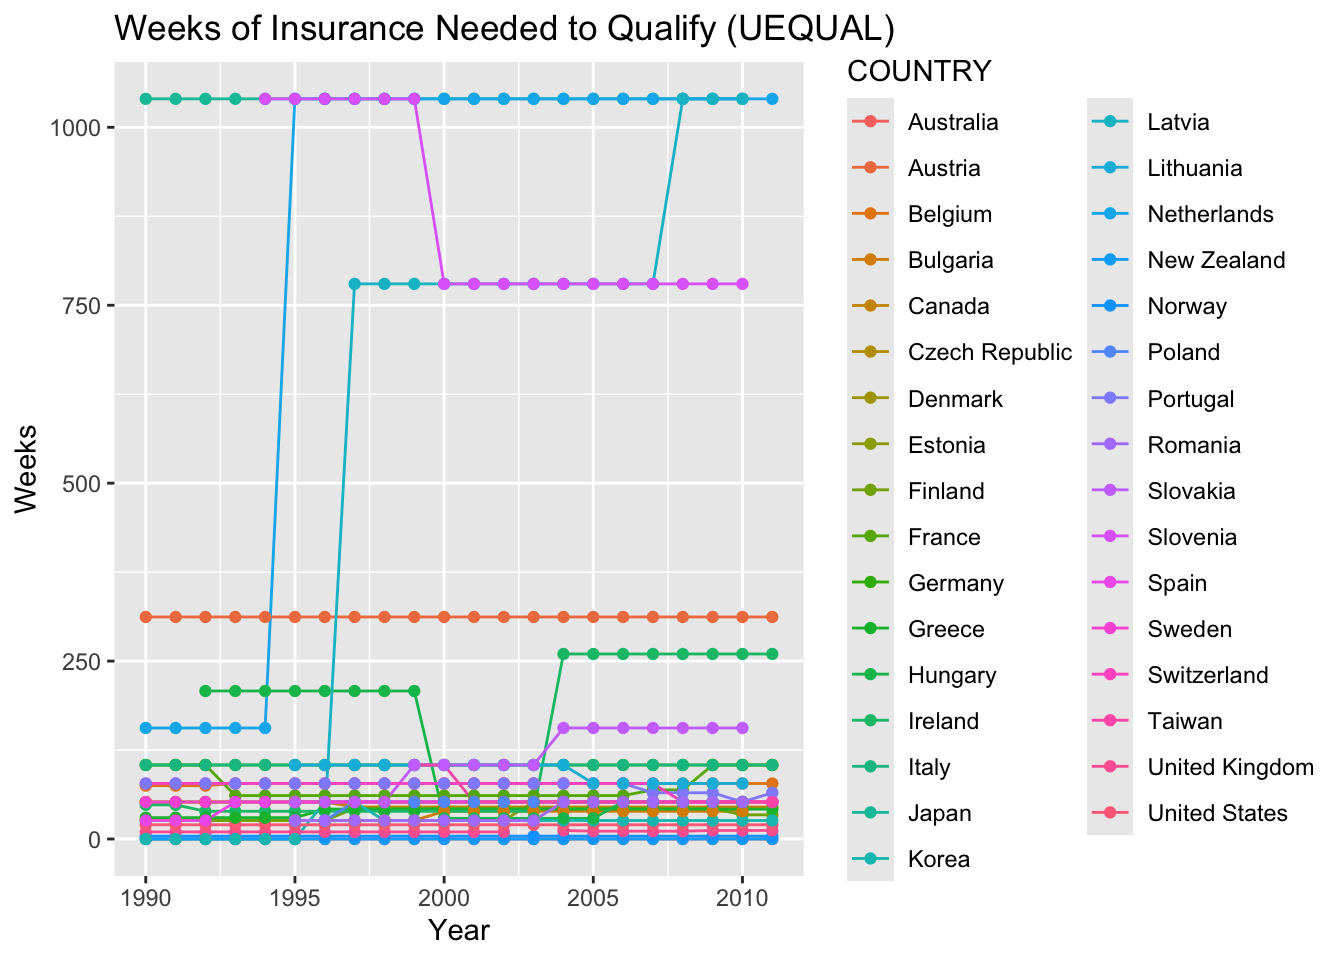 Weeks of Insurance Needed to Qualify (UEQUAL)
COUNTRY
Australia
Austria
Belgium
Bulgaria
Canada
Czech Republic
Denmark
Estonia
Finland
France
Germany
Greece
Hungary
Ireland
Italy
Japan
Korea
Latvia
Lithuania
Netherlands
New Zealand
Norway
Poland
Portugal
Romania
Slovakia
Slovenia
Spain
Sweden
Switzerland
Taiwan
United Kingdom
United States
Weeks
1000
750
500
250
0
1990 1995 2000 2005 2010
Year